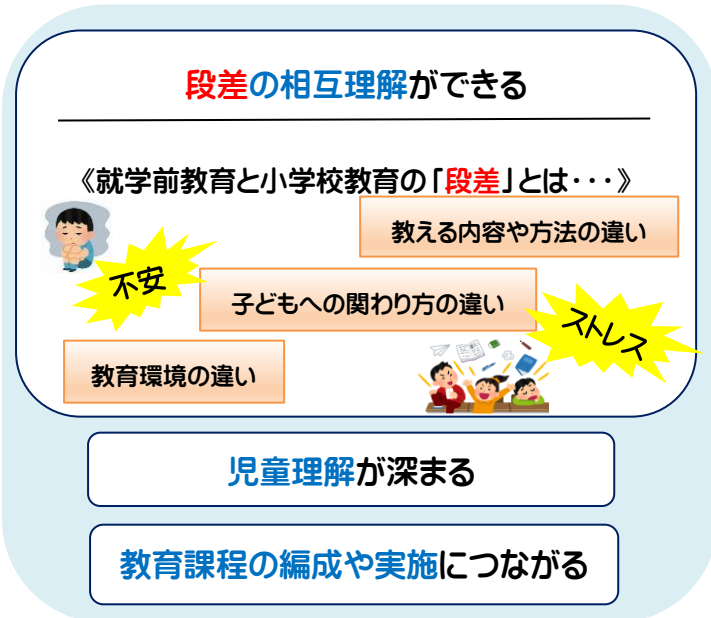 段差の相互理解ができる
《就学前教育と小学校教育の「段差」とは・・・》
教える内容や方法の違い
不安
子どもへの関わり方の違い
ストレス
教育環境の違い
児童理解が深まる
教育課程の編成や実施につながる